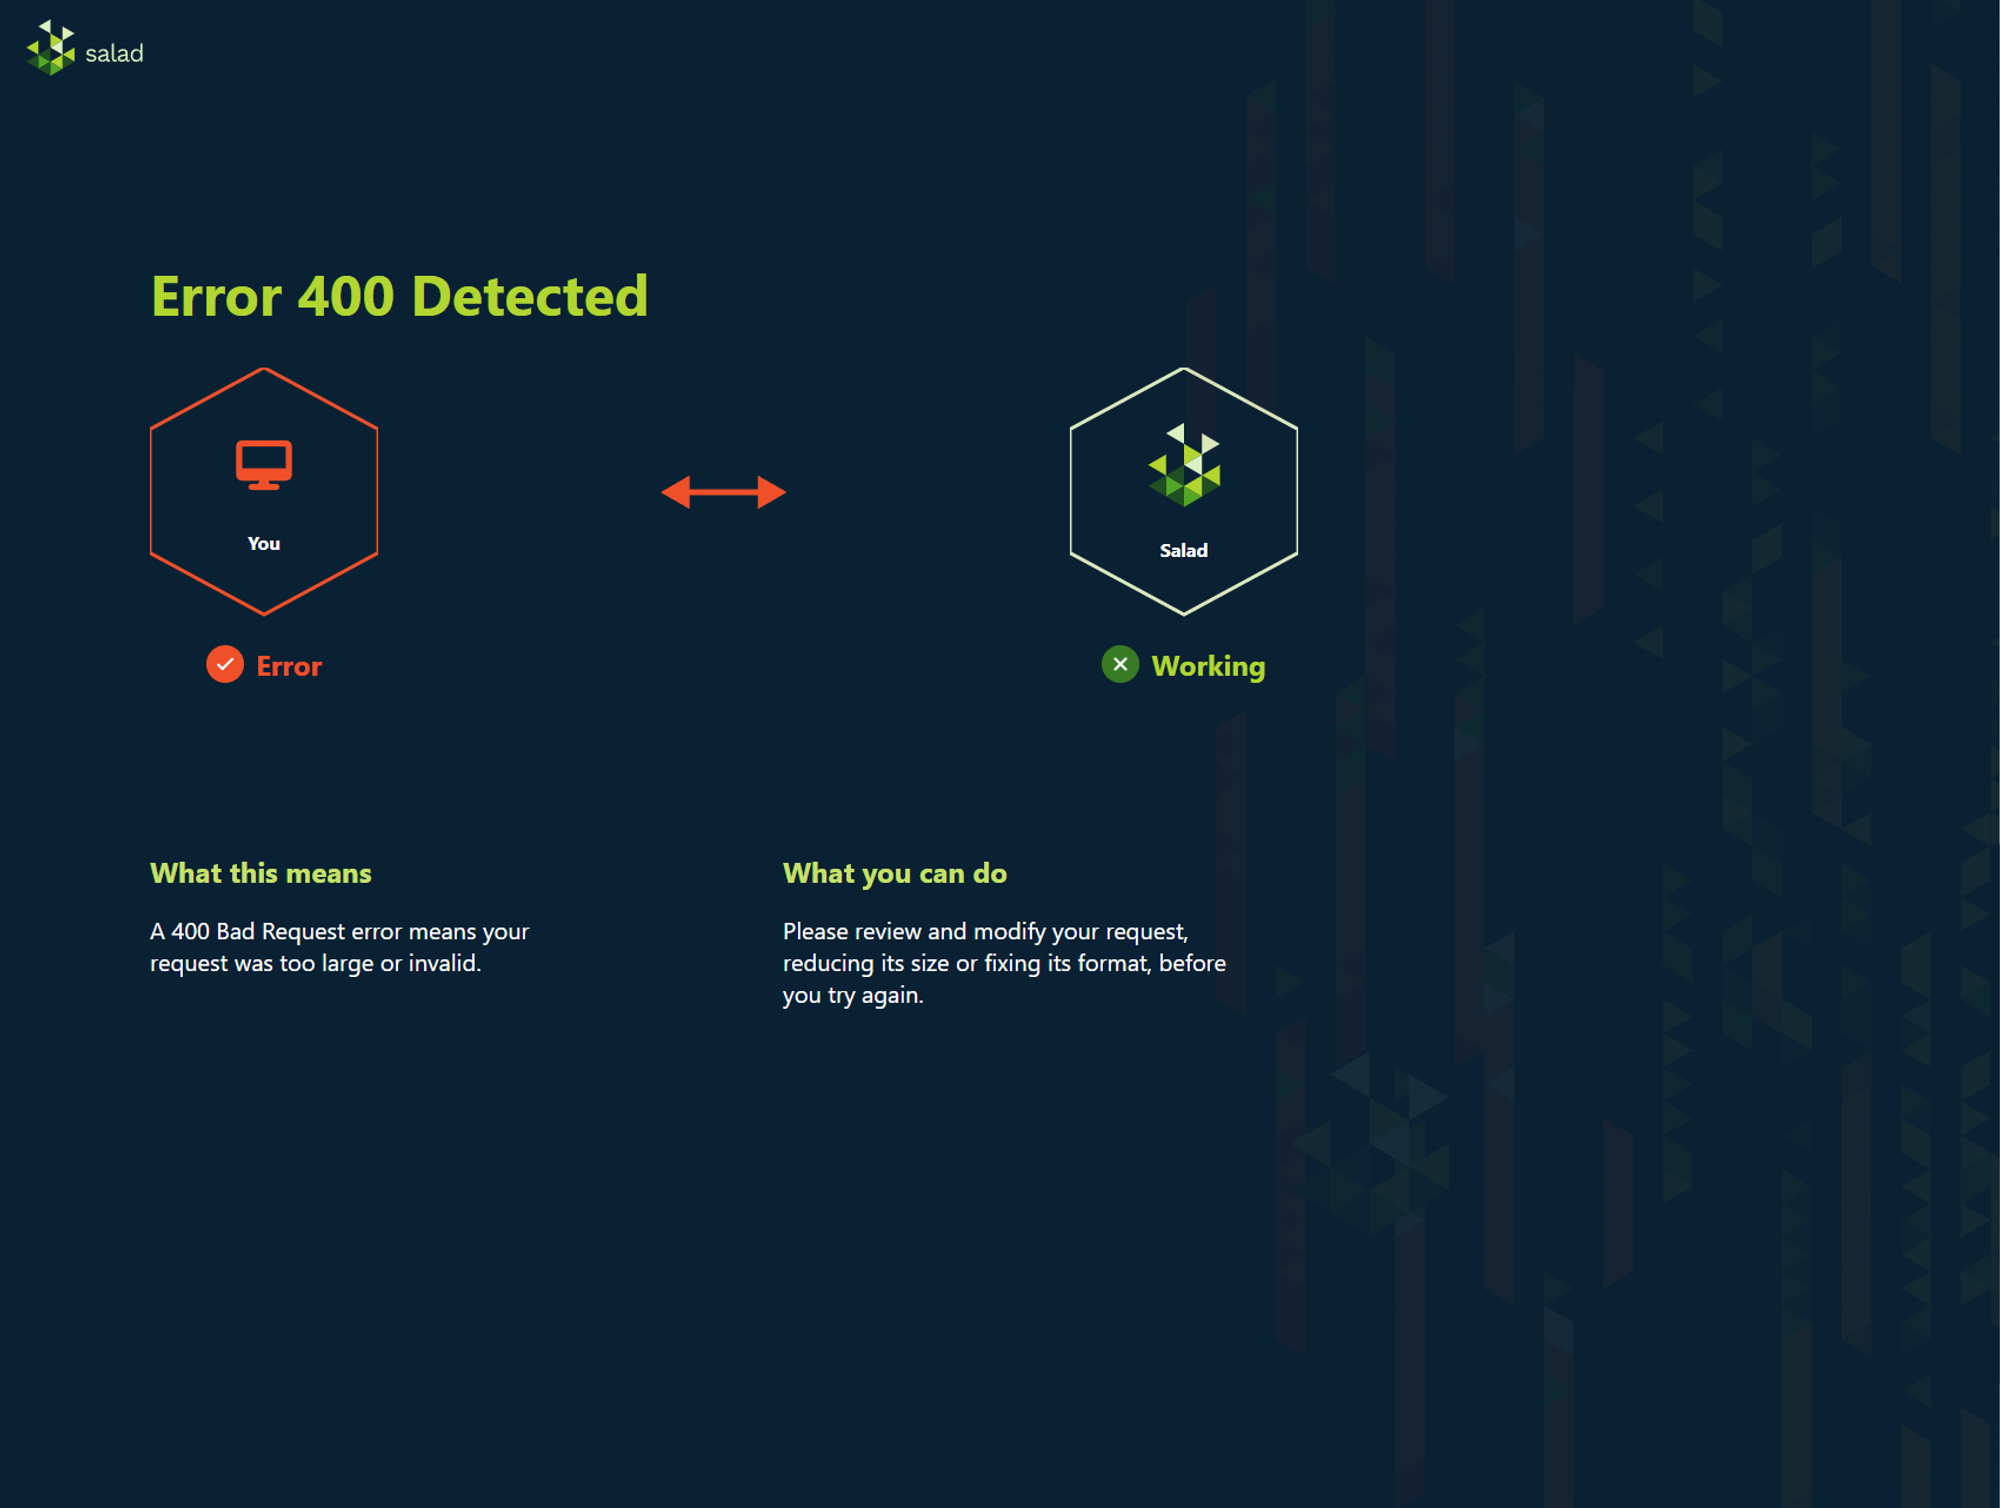 salad
Error 400 Detected
You
Salad
Error
Working
What this means
A 400 Bad Request error means your
request was too large or invalid.
What you can do
Please review and modify your request,
reducing its size or fixing its format, before
you try again.